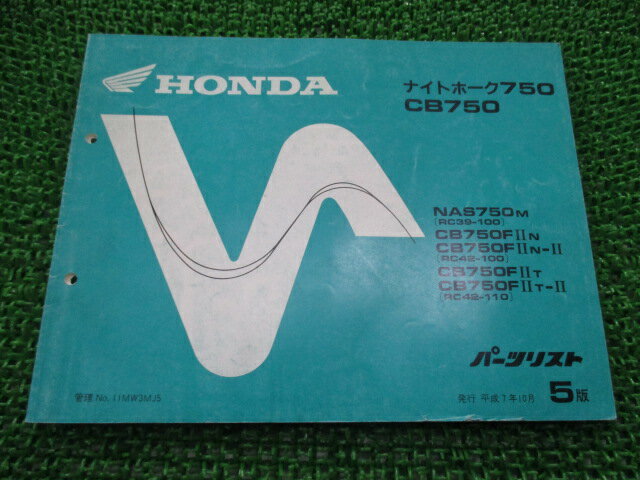 HONDA
ナイトホーク750
CB750
NAS750M
[RC39-100]
CB750FⅡN
CB750FⅡN-Ⅱ
[RC42-100]
CB750FⅡT
CB750FⅡT-Ⅱ
[RC42-110]
パーツリスト
管理 No. 11MW3MJ5
発行 平成7年10月 5版